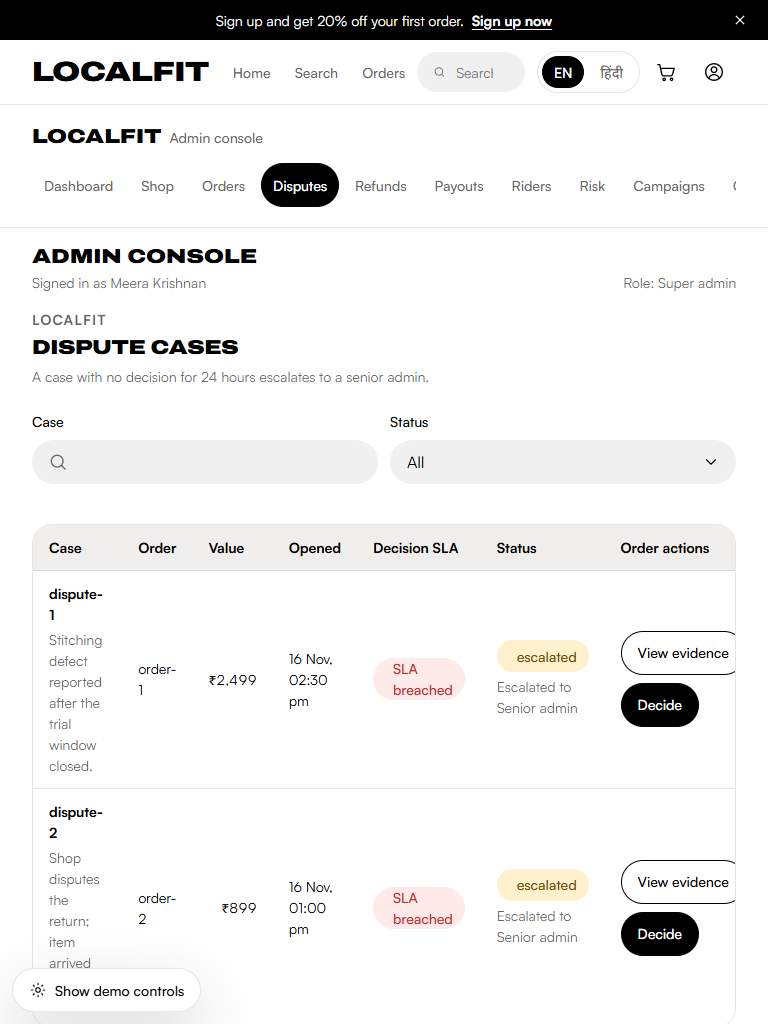 Sign up and get 20% off your first order. Sign up now
LOCALFIT Home Search Orders Searcl EN हिंदी
LOCALFIT Admin console
Dashboard Shop Orders Disputes Refunds Payouts Riders Risk Campaigns
ADMIN CONSOLE
Signed in as Meera Krishnan Role: Super admin
LOCALFIT
DISPUTE CASES
A case with no decision for 24 hours escalates to a senior admin.
Case Status
All
Case Order Value Opened Decision SLA Status Order actions
dispute-
1
Stitching
defect
reported
after the
trial
window
closed.
order-
1
₹2,499
16 Nov,
02:30
pm
SLA
breached
escalated
Escalated to
Senior admin
View evidence
Decide
dispute-
2
Shop
disputes
the
return;
item
arrived
order-
2
₹899
16 Nov,
01:00
pm
SLA
breached
escalated
Escalated to
Senior admin
View evidence
Decide
Show demo controls